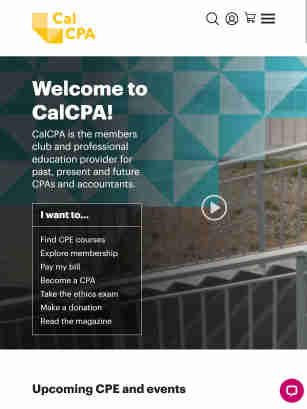 Cal
CPA
Welcome to
CalCPA!
CalCPA is the members
club and professional
education provider for
past, present and future
CPAs and accountants.
I want to...
Find CPE courses
Explore membership
Pay my bill
Become a CPA
Take the ethics exam
Make a donation
Read the magazine
Upcoming CPE and events